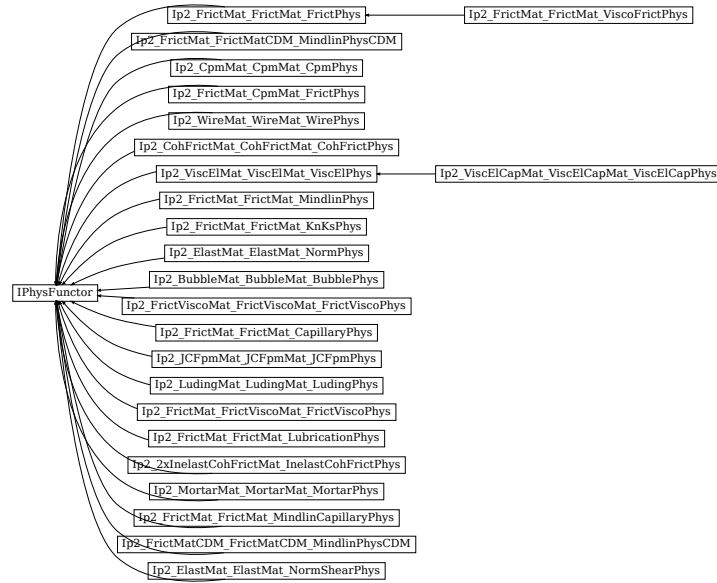 Ip2_FrictMat_FrictMat_FrictPhys
Ip2_FrictMat_FrictMat_ViscoFrictPhys
Ip2_FrictMat_FrictMatCDM_MindlinPhysCDM
Ip2_CpmMat_CpmMat_CpmPhys
Ip2_FrictMat_CpmMat_FrictPhys
Ip2_WireMat_WireMat_WirePhys
Ip2_CohFrictMat_CohFrictMat_CohFrictPhys
Ip2_ViscElMat_ViscElMat_ViscElPhys
Ip2_ViscElCapMat_ViscElCapMat_ViscElCapPhys
Ip2_FrictMat_FrictMat_MindlinPhys
Ip2_FrictMat_FrictMat_KnKsPhys
Ip2_ElastMat_ElastMat_NormPhys
Ip2_BubbleMat_BubbleMat_BubblePhys
IPhysFunctor
Ip2_FrictViscoMat_FrictViscoMat_FrictViscoPhys
Ip2_FrictMat_FrictMat_CapillaryPhys
Ip2_JCFpmMat_JCFpmMat_JCFpmPhys
Ip2_LudingMat_LudingMat_LudingPhys
Ip2_FrictMat_FrictViscoMat_FrictViscoPhys
Ip2_FrictMat_FrictMat_LubricationPhys
Ip2_2xInelastCohFrictMat_InelastCohFrictPhys
Ip2_MortarMat_MortarMat_MortarPhys
Ip2_FrictMat_FrictMat_MindlinCapillaryPhys
Ip2_FrictMatCDM_FrictMatCDM_MindlinPhysCDM
Ip2_ElastMat_ElastMat_NormShearPhys